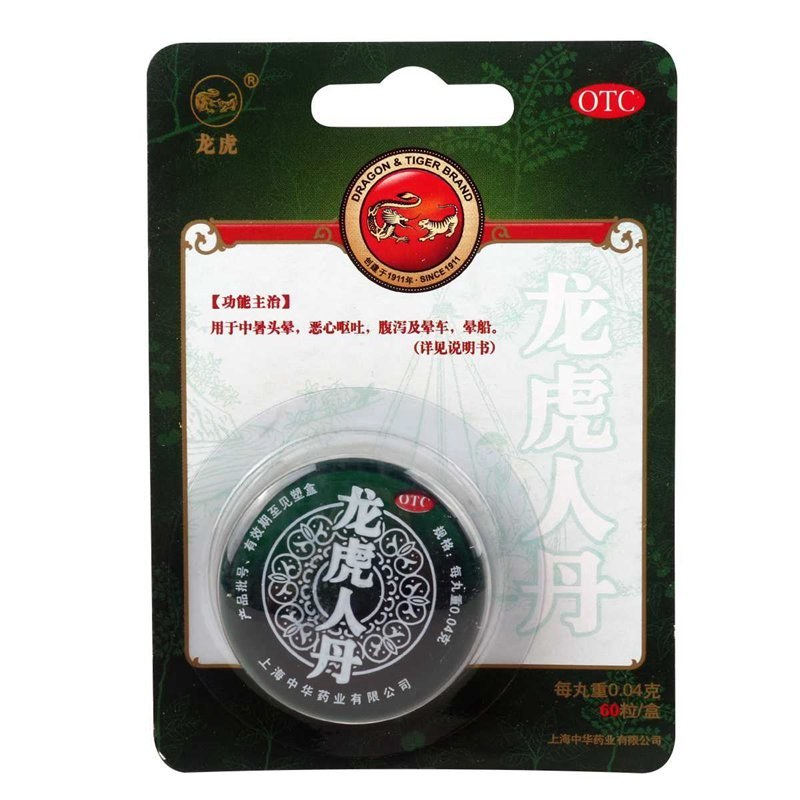 龙虎
®
OTC
DRAGON & TIGER BRAND
创建于1911年·SINCE 1911
【功能主治】
用于中暑头晕，恶心呕吐，腹泻及晕车，晕船。
(详见说明书)
龙虎人丹
产品批号、有效期至见塑盒
OTC
规格：每丸重0.04克
龙虎人丹
上海中华药业有限公司
每丸重0.04克
60粒/盒
上海中华药业有限公司